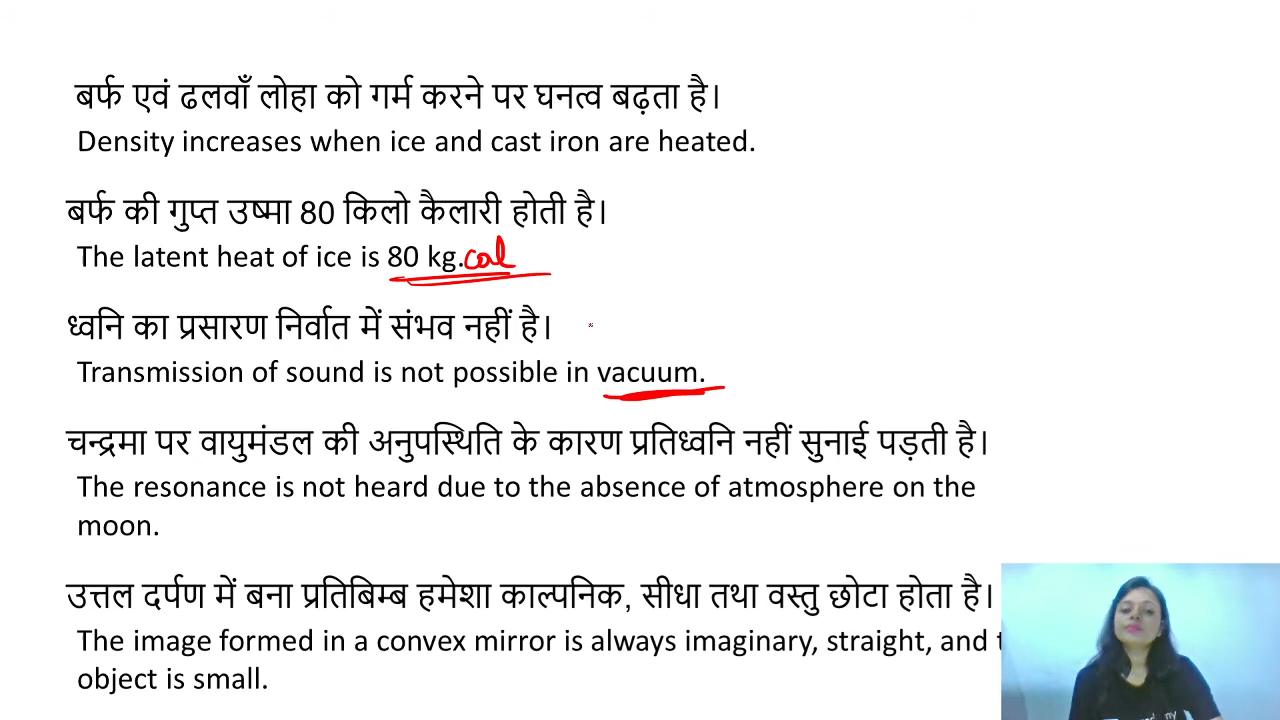 बर्फ एवं ढलवाँ लोहा को गर्म करने पर घनत्व बढ़ता है।
Density increases when ice and cast iron are heated.
बर्फ की गुप्त उष्मा 80 किलो कैलारी होती है।
The latent heat of ice is 80 kg.cal
ध्वनि का प्रसारण निर्वात में संभव नहीं है।
Transmission of sound is not possible in vacuum.
चन्द्रमा पर वायुमंडल की अनुपस्थिति के कारण प्रतिध्वनि नहीं सुनाई पड़ती है।
The resonance is not heard due to the absence of atmosphere on the
moon.
उत्तल दर्पण में बना प्रतिबिम्ब हमेशा काल्पनिक, सीधा तथा वस्तु छोटा होता है।
The image formed in a convex mirror is always imaginary, straight, and
object is small.